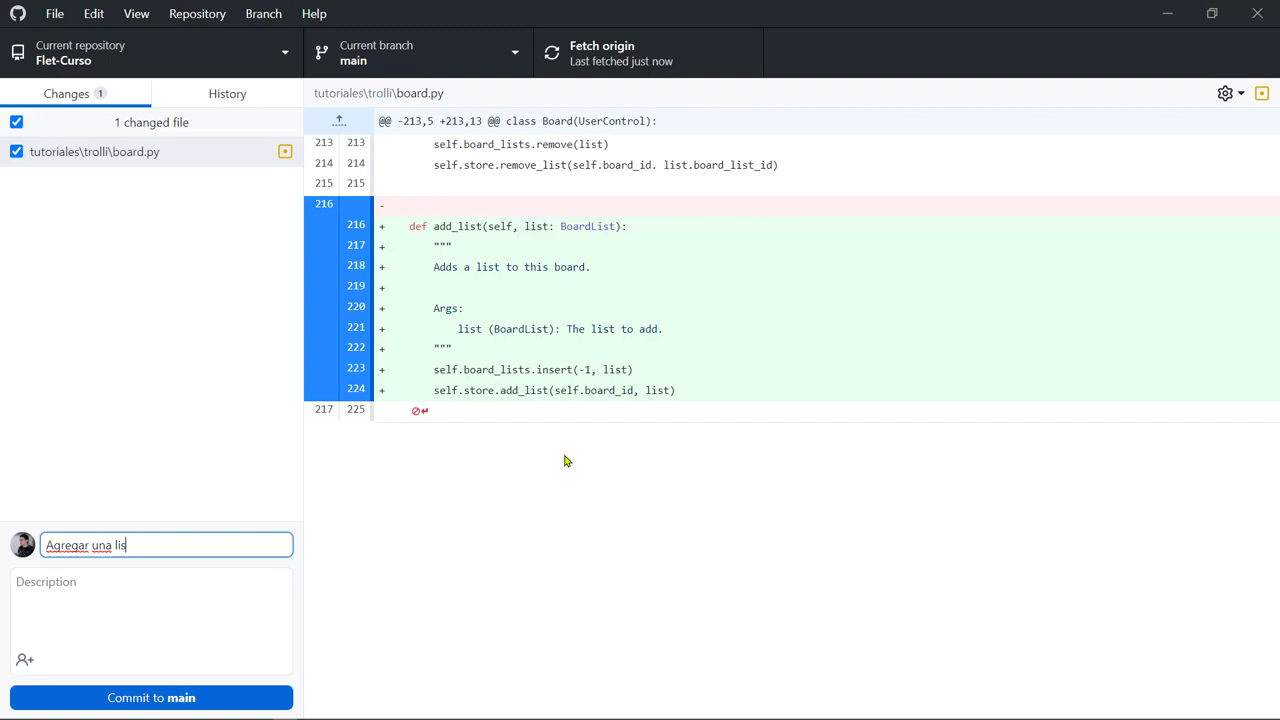 File Edit View Repository Branch Help
Current repository
Flet-Curso
Current branch
main
Fetch origin
Last fetched just now
Changes 1
History
tutoriales\trolli\board.py
1 changed file
tutoriales\trolli\board.py
@@ -213,5 +213,13 @@ class Board(UserControl):
213 213 self.board_lists.remove(list)
214 214 self.store.remove_list(self.board_id. list.board_list_id)
215 215
216 -
216 + def add_list(self, list: BoardList):
217 + """
218 + Adds a list to this board.
219 +
220 + Args:
221 + list (BoardList): The list to add.
222 + """
223 + self.board_lists.insert(-1, list)
224 + self.store.add_list(self.board_id, list)
217 225
Agregar una lis
Description
Commit to main